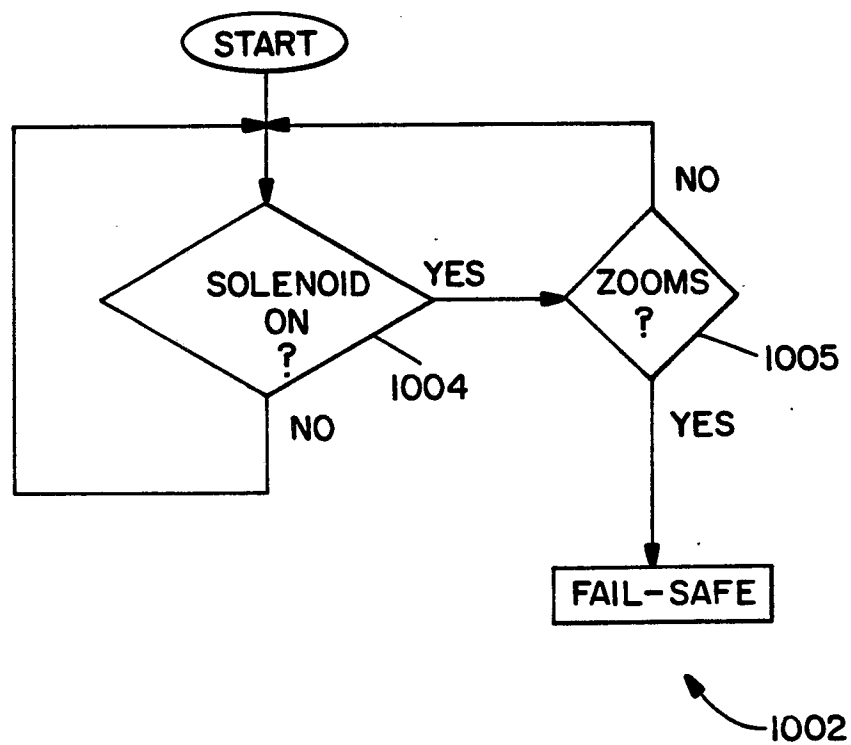 START
NO
SOLENOID
ON
?
YES
ZOOMS
?
1004
1005
NO
YES
FAIL-SAFE
1002